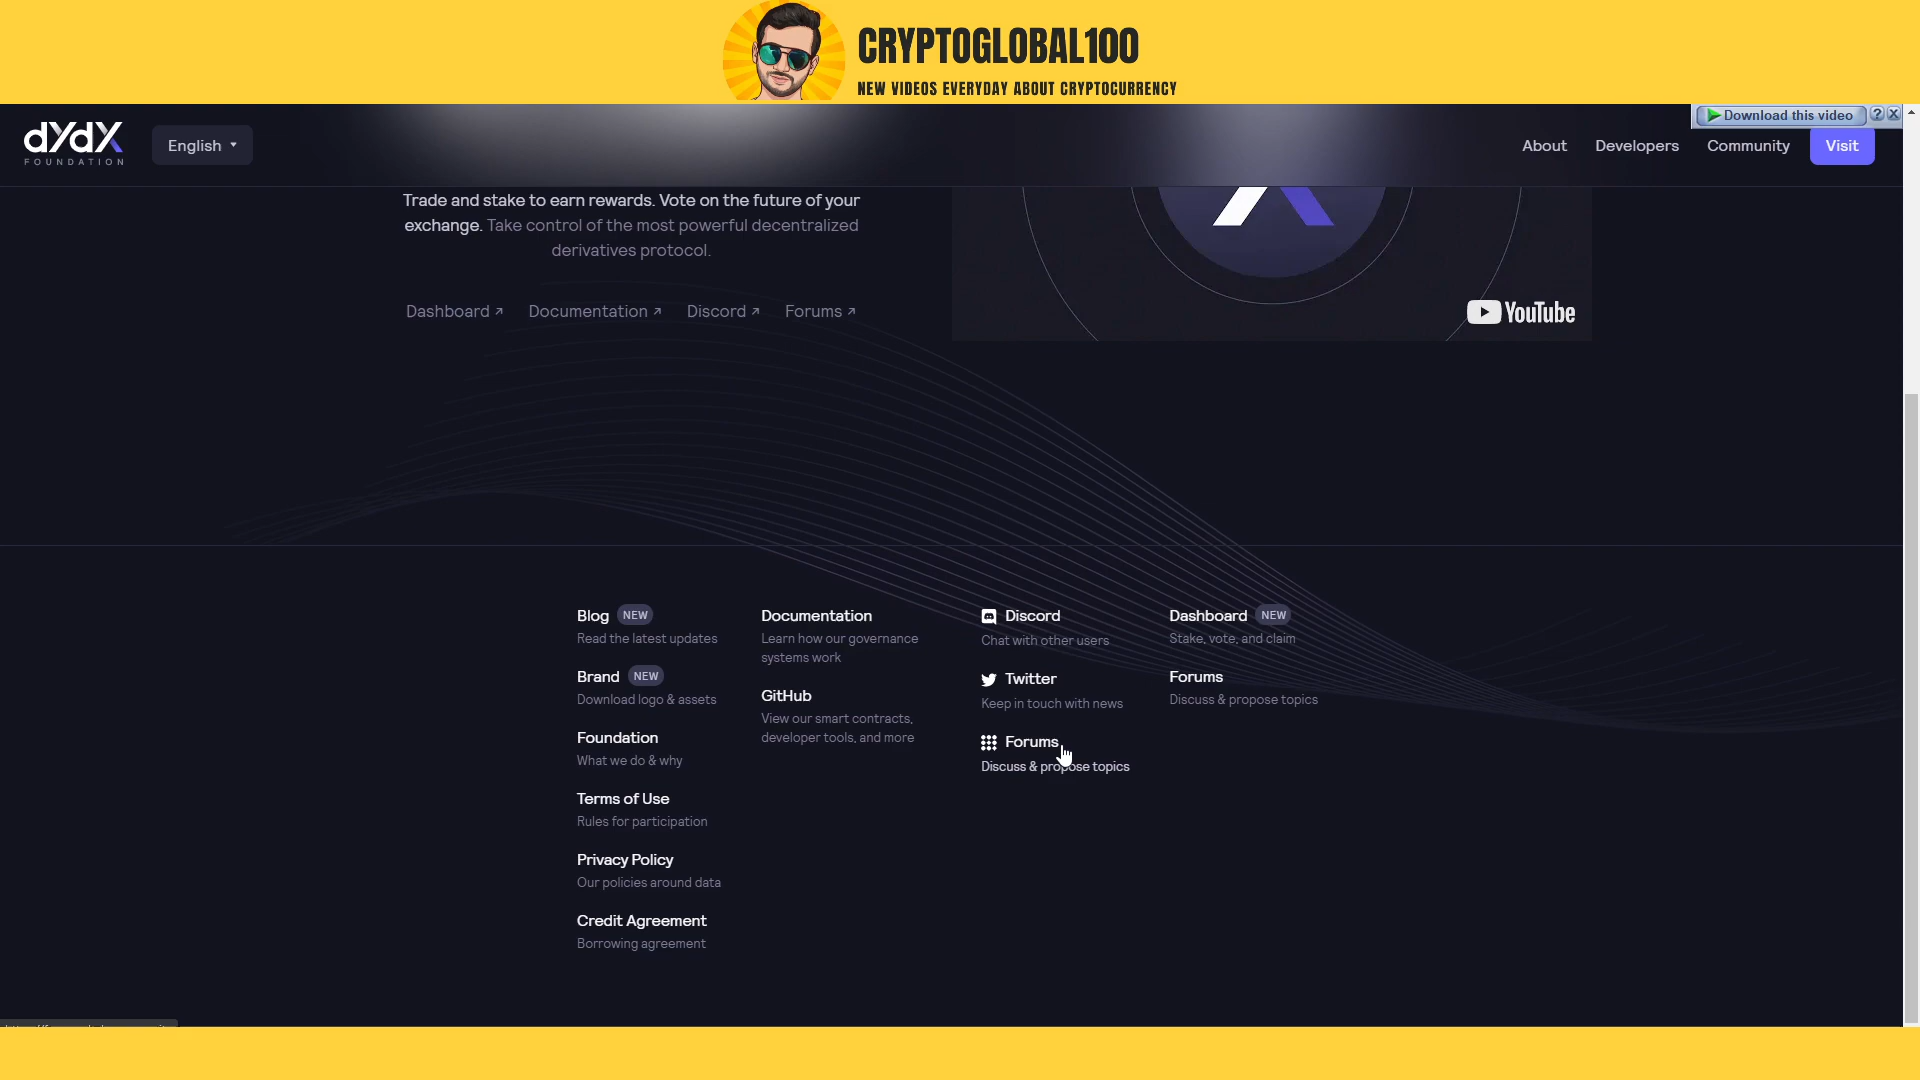 CRYPTOGLOBAL100
NEW VIDEOS EVERYDAY ABOUT CRYPTOCURRENCY
Download this video ? X
dYdX
FOUNDATION
English
About Developers Community Visit
Trade and stake to earn rewards. Vote on the future of your
exchange. Take control of the most powerful decentralized
derivatives protocol.
Dashboard Documentation Discord Forums
YouTube
Blog NEW
Read the latest updates
Brand NEW
Download logo & assets
Foundation
What we do & why
Terms of Use
Rules for participation
Privacy Policy
Our policies around data
Credit Agreement
Borrowing agreement
Documentation
Learn how our governance
systems work
GitHub
View our smart contracts,
developer tools, and more
Discord
Chat with other users
Twitter
Keep in touch with news
Forums
Discuss & propose topics
Dashboard NEW
Stake, vote, and claim
Forums
Discuss & propose topics